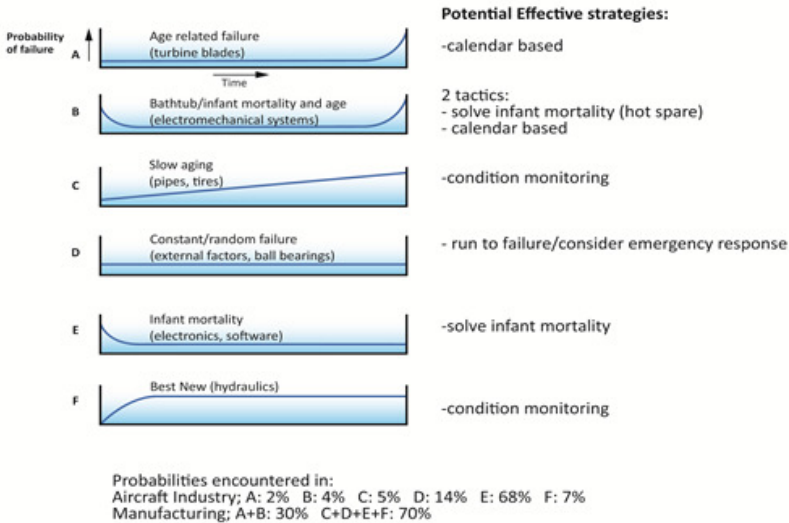 Potential Effective strategies:
Probability
of failure
A
Age related failure
(turbine blades)
-calendar based
Time
B
Bathtub/infant mortality and age
(electromechanical systems)
2 tactics:
- solve infant mortality (hot spare)
- calendar based
C
Slow aging
(pipes, tires)
-condition monitoring
D
Constant/random failure
(external factors, ball bearings)
- run to failure/consider emergency response
E
Infant mortality
(electronics, software)
-solve infant mortality
F
Best New (hydraulics)
-condition monitoring
Probabilities encountered in:
Aircraft Industry; A: 2% B: 4% C: 5% D: 14% E: 68% F: 7%
Manufacturing; A+B: 30% C+D+E+F: 70%